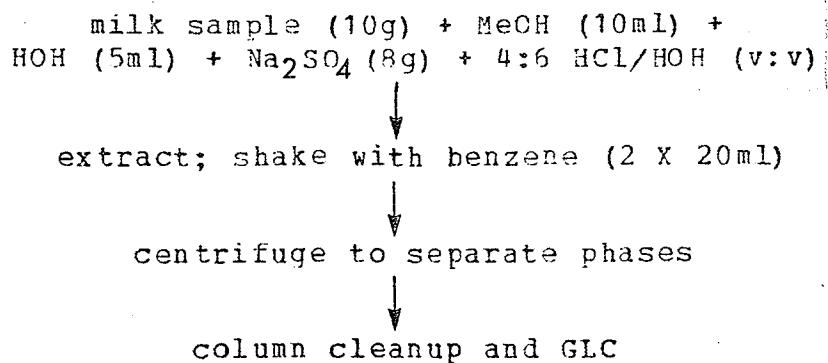 milk sample (10g) + MeOH (10ml) +
HOH (5ml) + Na2SO4 (8g) + 4:6 HCl/HOH (v:v)
extract; shake with benzene (2 X 20ml)
centrifuge to separate phases
column cleanup and GLC